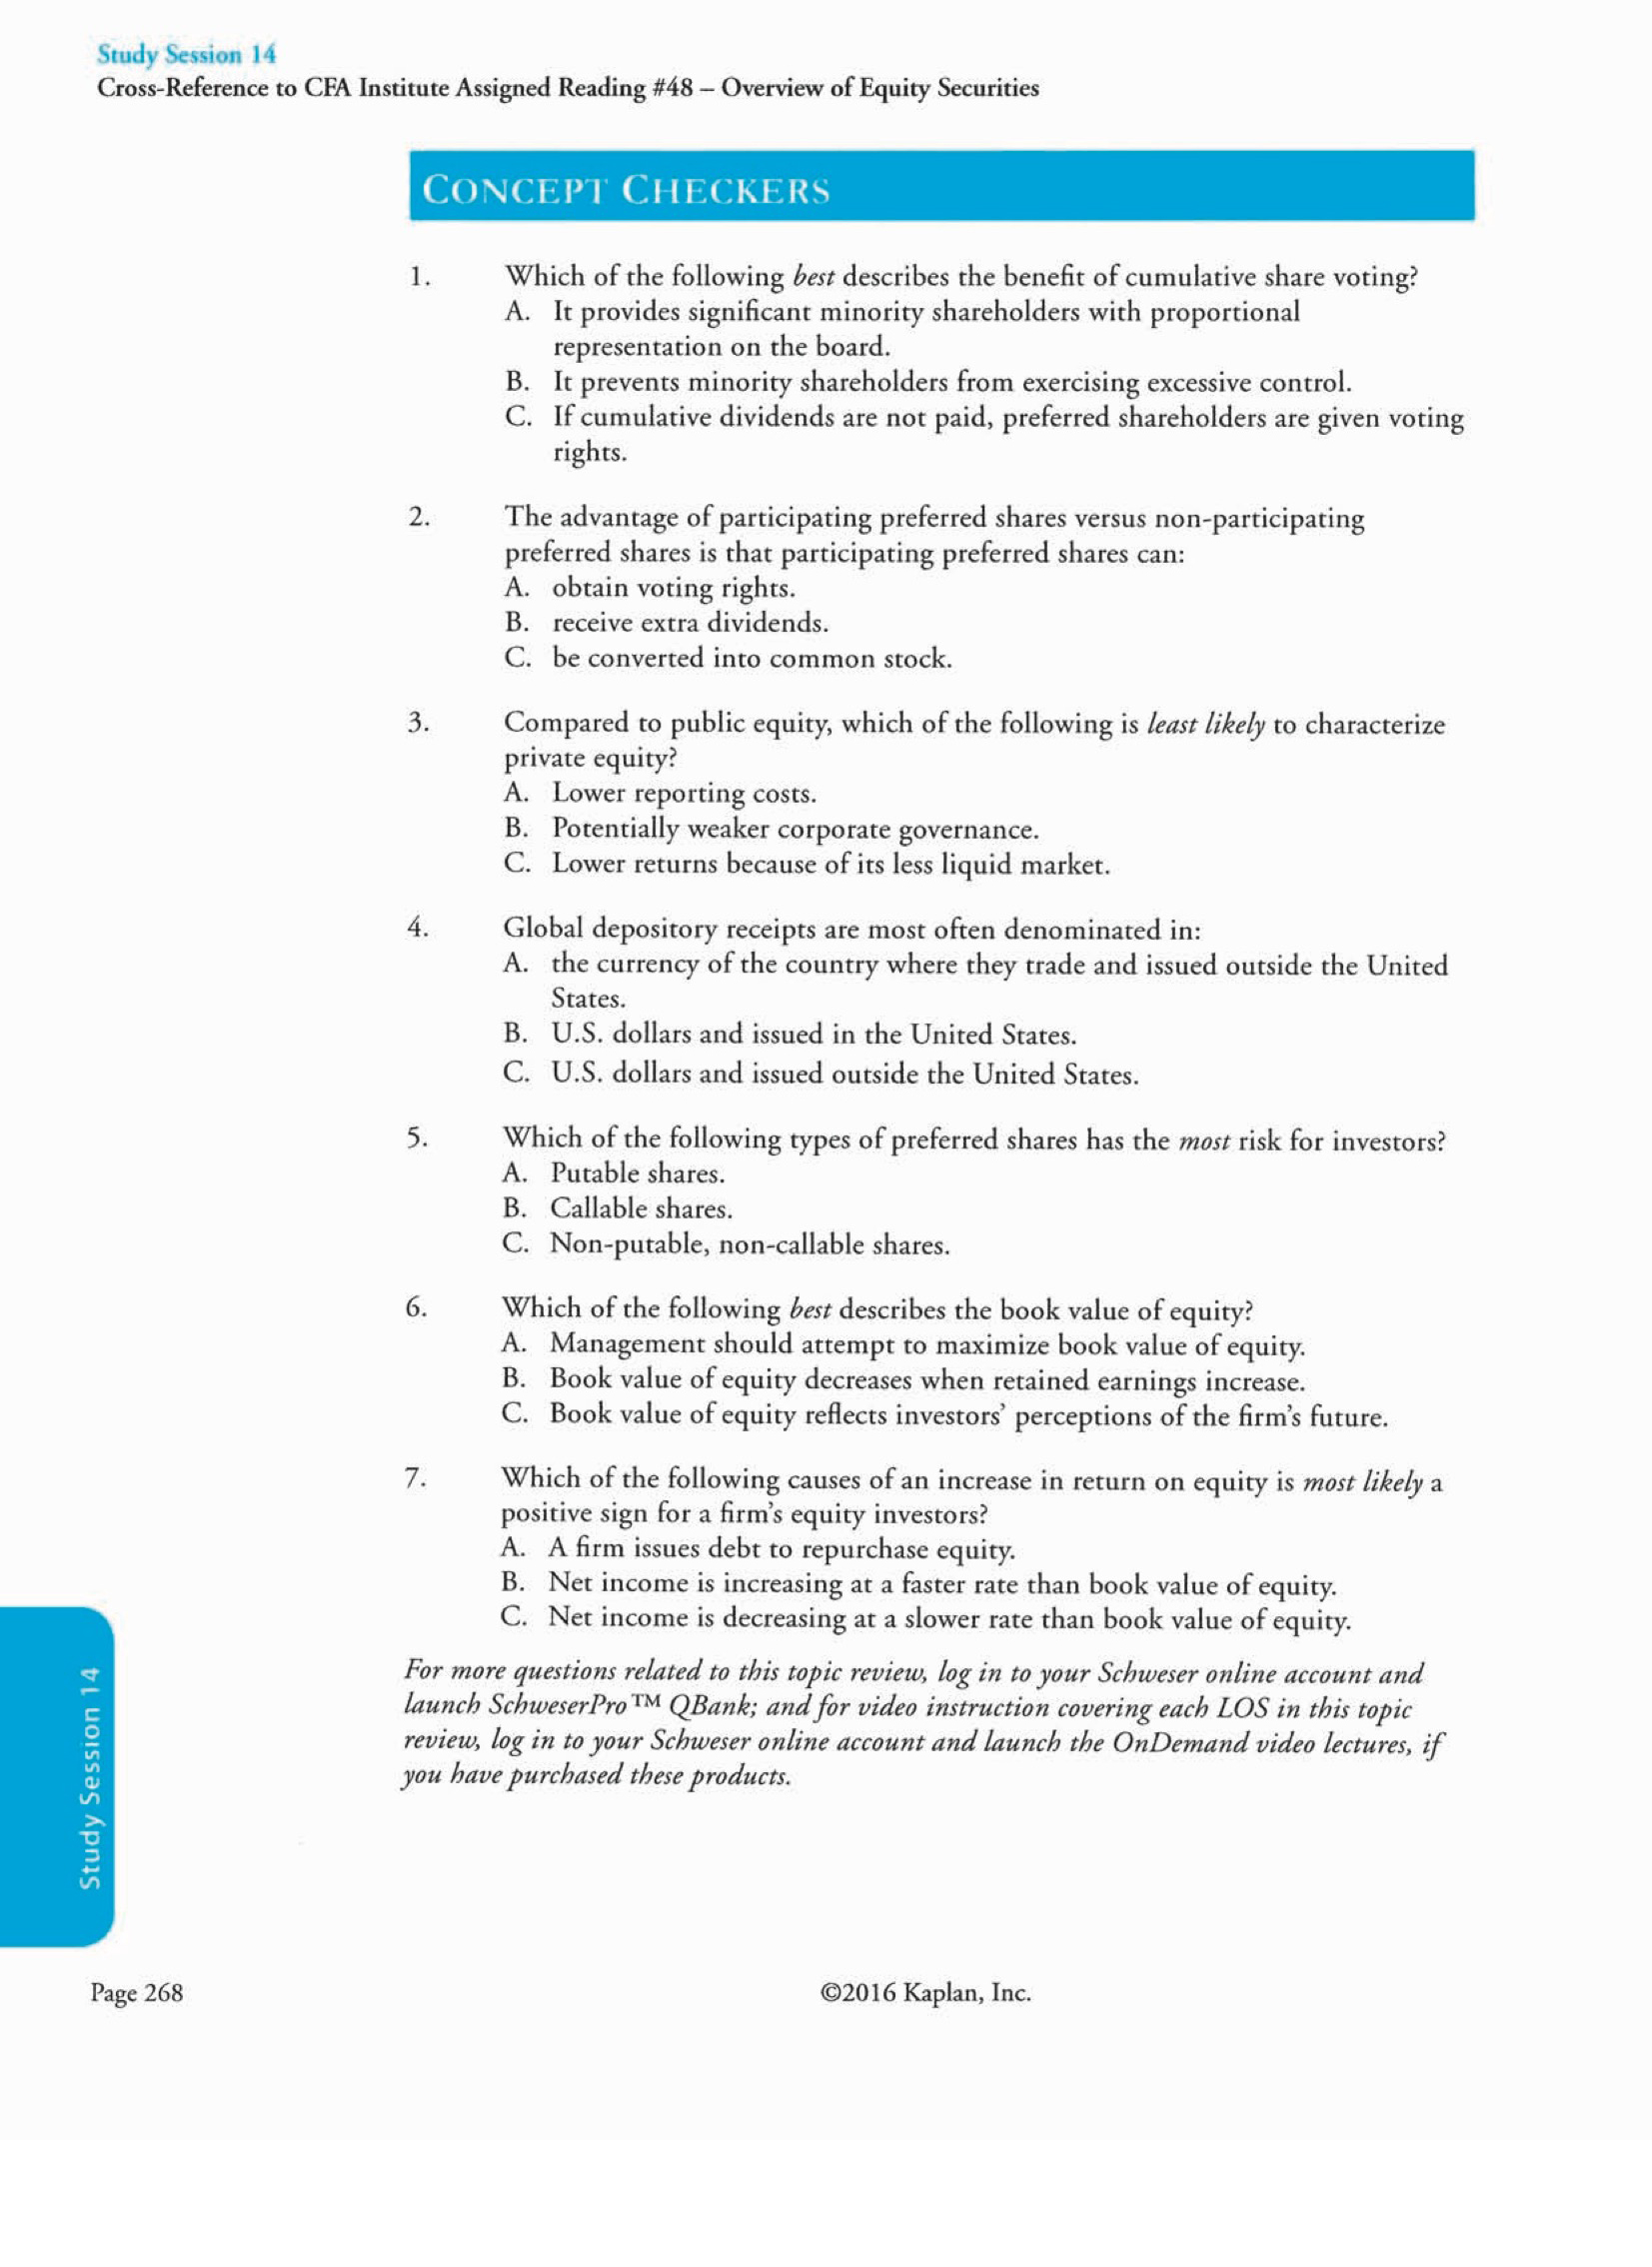 Study Session 14
Cross-Reference to CFA Institute Assigned Reading #48 – Overview of Equity Securities
CONCEPT CHECKERS
1. Which of the following best describes the benefit of cumulative share voting?
A. It provides significant minority shareholders with proportional
representation on the board.
B. It prevents minority shareholders from exercising excessive control.
C. If cumulative dividends are not paid, preferred shareholders are given voting
rights.
2. The advantage of participating preferred shares versus non-participating
preferred shares is that participating preferred shares can:
A. obtain voting rights.
B. receive extra dividends.
C. be converted into common stock.
3. Compared to public equity, which of the following is least likely to characterize
private equity?
A. Lower reporting costs.
B. Potentially weaker corporate governance.
C. Lower returns because of its less liquid market.
4. Global depository receipts are most often denominated in:
A. the currency of the country where they trade and issued outside the United
States.
B. U.S. dollars and issued in the United States.
C. U.S. dollars and issued outside the United States.
5. Which of the following types of preferred shares has the most risk for investors?
A. Putable shares.
B. Callable shares.
C. Non-putable, non-callable shares.
6. Which of the following best describes the book value of equity?
A. Management should attempt to maximize book value of equity.
B. Book value of equity decreases when retained earnings increase.
C. Book value of equity reflects investors' perceptions of the firm's future.
7. Which of the following causes of an increase in return on equity is most likely a
positive sign for a firm's equity investors?
A. A firm issues debt to repurchase equity.
B. Net income is increasing at a faster rate than book value of equity.
C. Net income is decreasing at a slower rate than book value of equity.
For more questions related to this topic review, log in to your Schweser online account and
launch SchweserPro™ QBank; and for video instruction covering each LOS in this topic
review, log in to your Schweser online account and launch the OnDemand video lectures, if
you have purchased these products.
Study Session 14
Page 268
©2016 Kaplan, Inc.